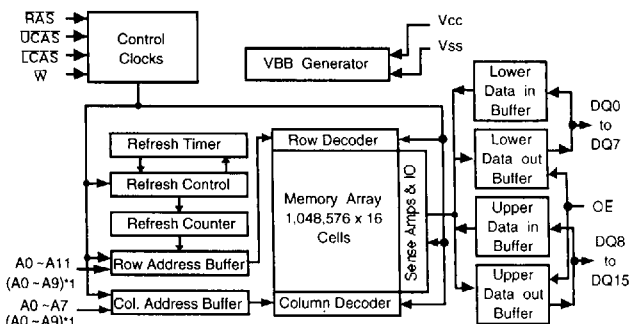 RAS
UCAS
LCAS
W
Control
Clocks
VBB Generator
Vcc
Vss
Lower
Data in
Buffer
Lower
Data out
Buffer
DQ0
to
DQ7
OE
Upper
Data in
Buffer
Upper
Data out
Buffer
DQ8
to
DQ15
Refresh Timer
Refresh Control
Refresh Counter
Row Address Buffer
Col. Address Buffer
Row Decoder
Memory Array
1,048,576 x 16
Cells
Sense Amps & IO
Column Decoder
A0 ~A11
(A0 ~A9)*1
A0 ~A7
(A0 ~A9)*1